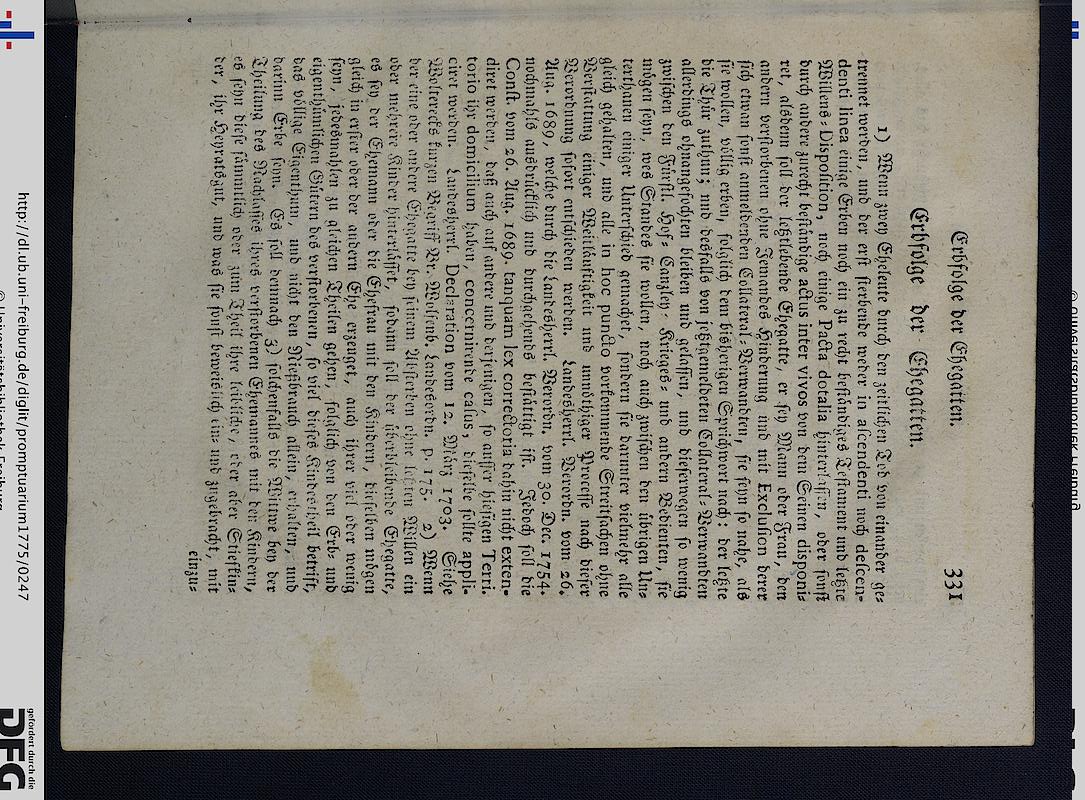 Erbfolge der Ehegatten. 331
Erbfolge der Ehegatten.
1) Wenn zwey Eheleute durch den zeitlichen Tod von einander ge⸗
trennet werden, und der erst sterbende weder in ascendenti noch descen-
denti linea einige Erben noch ein zu recht beständiges Testament und letzte
Willens⸗Disposition, noch einige Pacta dotalia hinterlassen, oder sonst
durch andere zurecht beständige actus inter vivos von dem Seinen disponi⸗
ret, alsdenn soll der letztlebende Ehegatte, er sey Mann oder Frau, den
andern verstorbenen ohne Jemandes Hinderung und mit Exclusion derer
sich etwan sonst anmeldenden Collateral⸗Verwandten, sie seyn so nahe, als
sie wollen, völlig erben, folglich dem bisherigen Sprüchwort nach: der letzte
die Thür zuthun; und desfalls von jetztgemeldeten Collateral⸗Verwandten
allerdings ohnangefochten bleiben und gelassen, und dieserwegen so wenig
zwischen den Fürstl. Hof⸗ Canzley⸗ Krieges⸗ und andern Bedienten, sie
mögen seyn, wes Standes sie wollen, noch auch zwischen den übrigen Un⸗
terthanen einiger Unterschied gemachet, sondern sie darunter vielmehr alle
gleich gehalten, und alle in hoc puncto vorkommende Streitsachen ohne
Verstattung einiger Weitläuftigkeit und unnöthiger Processe nach dieser
Verordnung sofort entschieden werden. Landesherrl. Verordn. vom 26.
Aug. 1689, welche durch die Landesherrl. Verordn. vom 30. Dec. 1754.
nochmahls ausdrücklich und durchgehends bestätigt ist. Jedoch soll die
Const. vom 26. Aug. 1689. tanquam lex correctoria dahin nicht exten-
diret werden, daß auch auf andere und derjenigen, so ausser hiesigen Terri-
torio ihr domicilium haben, concernirende casus, dieselbe sollte appli-
ciret werden. Landesherrl. Declaration vom 12. März 1703. Siehe
Woltereck's kurzen Begriff Br. Wolfenb. Landesordn. p. 175. 2) Wenn
der eine oder andere Ehegatte bey seinem Absterben ohne letzten Willen ein
oder mehrere Kinder hinterlässet, sodann soll der überbleibende Ehegatte,
es sey der Ehemann oder die Ehefrau mit den Kindern, dieselben mögen
gleich in erster oder der andern Ehe erzeuget, auch ihrer viel oder wenig
seyn, jedesmahlen zu gleichen Theilen gehen, folglich von den Erb⸗ und
eigenthümlichen Gütern des verstorbenen, so viel dieses Kindestheil betrift,
das völlige Eigenthum, und nicht den Nießbrauch allein, erhalten, und
darinn Erbe seyn. Es soll demnach 3) solchenfalls die Wittwe bey der
Theilung des Nachlasses ihres verstorbenen Ehemannes mit den Kindern,
es seyn diese sämmtlich oder zum Theil ihre leibliche, oder aber Stiefkin⸗
der, ihr Heyratsgut, und was sie sonst beweislich ein⸗ und zugebracht, mit
einzu⸗
http://dl.ub.uni-freiburg.de/diglit/promptuarium1775/0247
© Universitätsbibliothek Freiburg
gefördert durch die
DFG